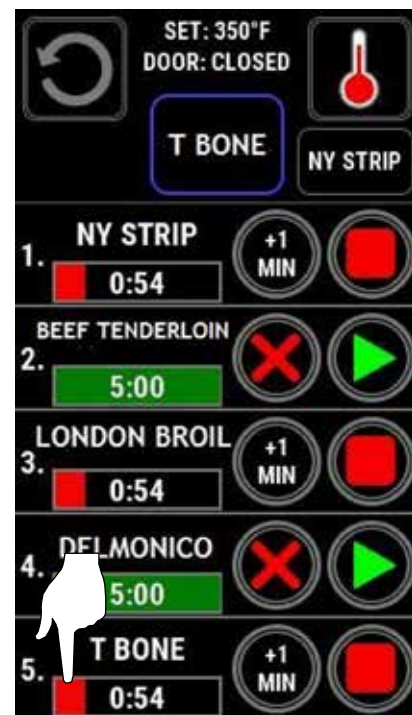 SET: 350°F
DOOR: CLOSED
T BONE
NY STRIP
1. NY STRIP
+1
MIN
0:54
2. BEEF TENDERLOIN
5:00
3. LONDON BROIL
+1
MIN
0:54
4. DELMONICO
5:00
5. T BONE
+1
MIN
0:54